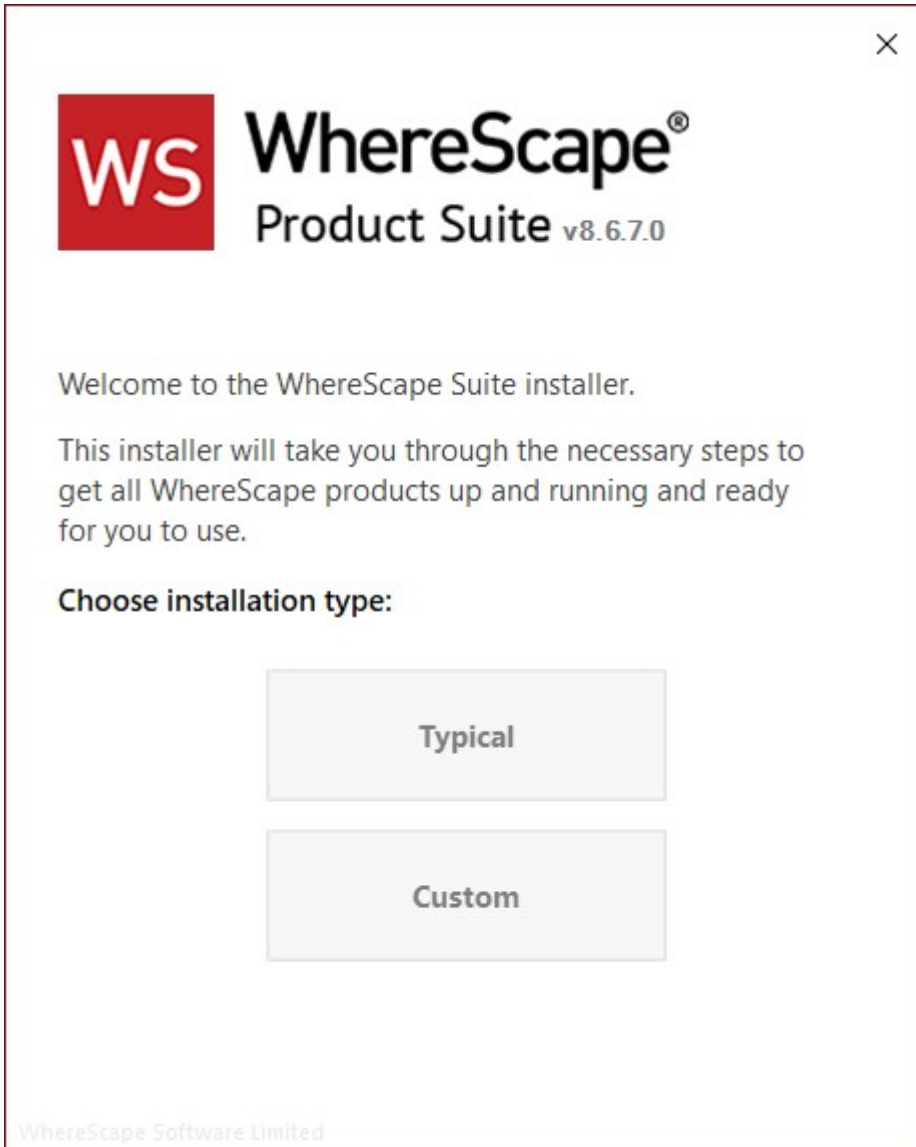 WS
WhereScape®
Product Suite v8.6.7.0
Welcome to the WhereScape Suite installer.
This installer will take you through the necessary steps to
get all WhereScape products up and running and ready
for you to use.
Choose installation type:
Typical
Custom
WhereScape Software Limited